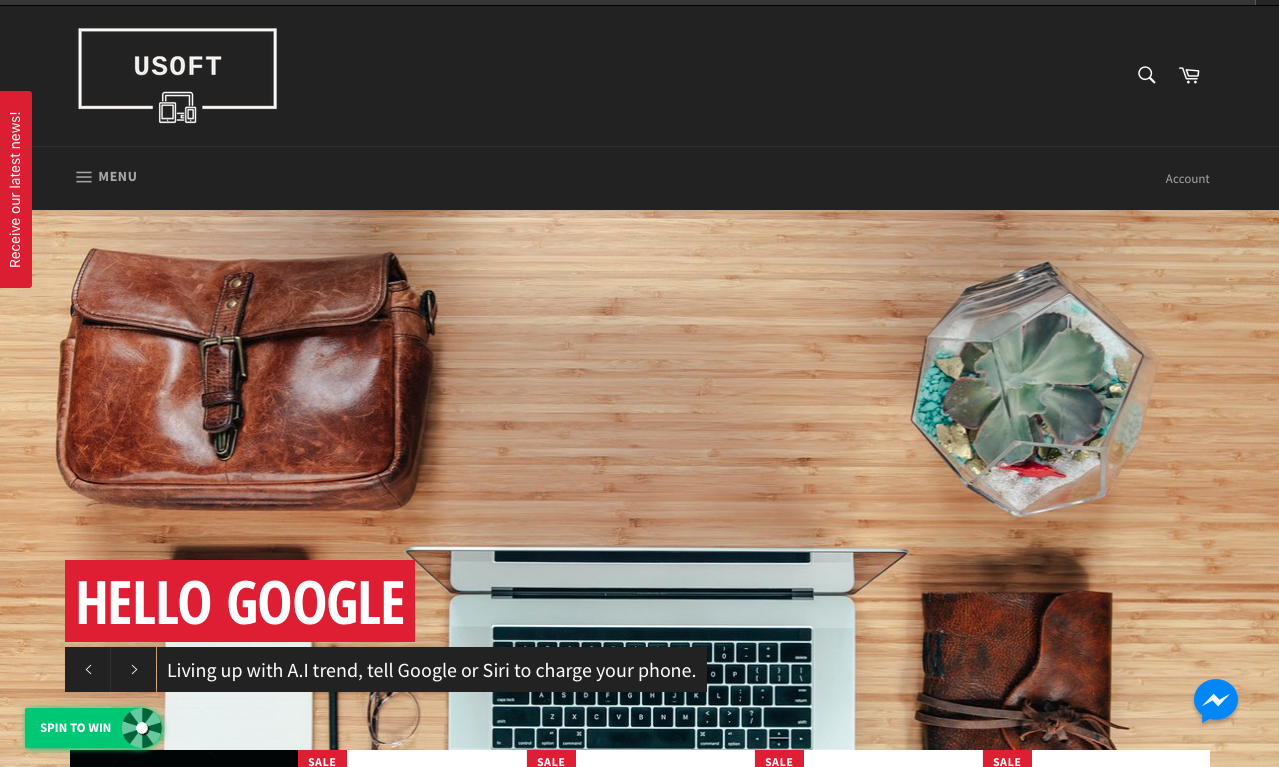 USOFT
Receive our latest news!
MENU
Account
HELLO GOOGLE
Living up with A.I trend, tell Google or Siri to charge your phone.
SPIN TO WIN
SALE
SALE
SALE
SALE